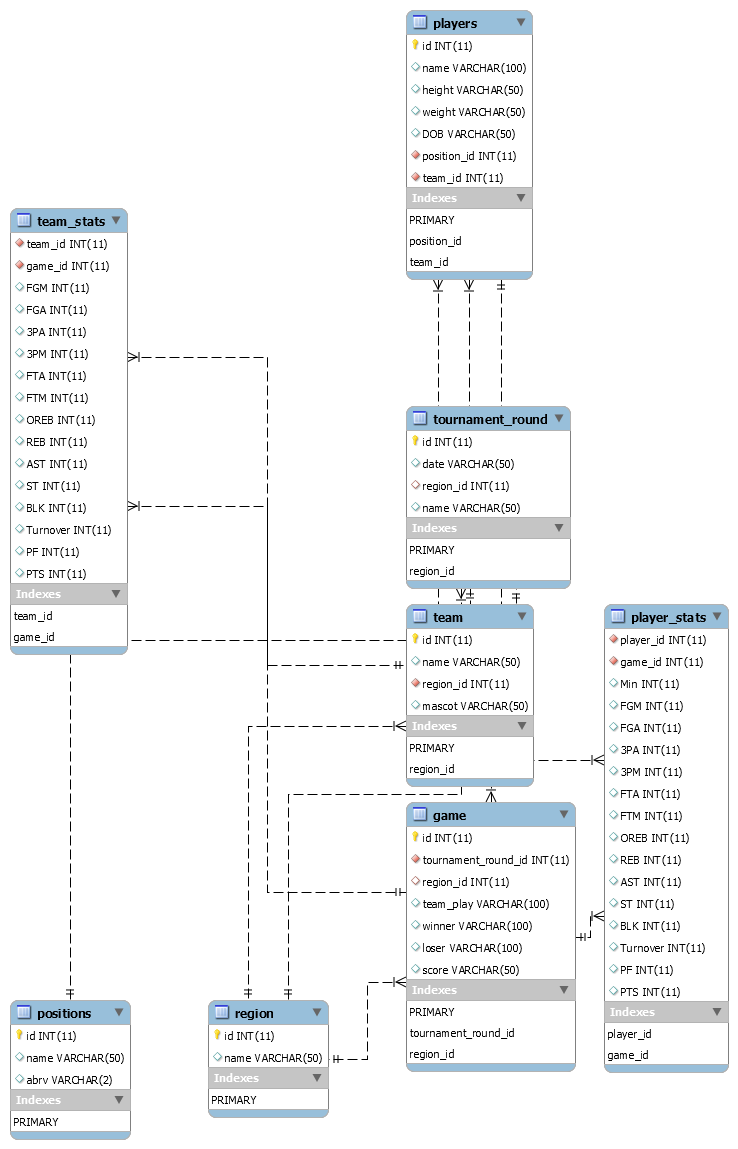 players
id INT(11)
name VARCHAR(100)
height VARCHAR(50)
weight VARCHAR(50)
DOB VARCHAR(50)
position_id INT(11)
team_id INT(11)
Indexes
PRIMARY
position_id
team_id
team_stats
team_id INT(11)
game_id INT(11)
FGM INT(11)
FGA INT(11)
3PA INT(11)
3PM INT(11)
FTA INT(11)
FTM INT(11)
OREB INT(11)
REB INT(11)
AST INT(11)
ST INT(11)
BLK INT(11)
Turnover INT(11)
PF INT(11)
PTS INT(11)
Indexes
team_id
game_id
tournament_round
id INT(11)
date VARCHAR(50)
region_id INT(11)
name VARCHAR(50)
Indexes
PRIMARY
region_id
team
id INT(11)
name VARCHAR(50)
region_id INT(11)
mascot VARCHAR(50)
Indexes
PRIMARY
region_id
player_stats
player_id INT(11)
game_id INT(11)
Min INT(11)
FGM INT(11)
FGA INT(11)
3PA INT(11)
3PM INT(11)
FTA INT(11)
FTM INT(11)
OREB INT(11)
REB INT(11)
AST INT(11)
ST INT(11)
BLK INT(11)
Turnover INT(11)
PF INT(11)
PTS INT(11)
Indexes
player_id
game_id
game
id INT(11)
tournament_round_id INT(11)
region_id INT(11)
team_play VARCHAR(100)
winner VARCHAR(100)
loser VARCHAR(100)
score VARCHAR(50)
Indexes
PRIMARY
tournament_round_id
region_id
positions
id INT(11)
name VARCHAR(50)
abrv VARCHAR(2)
Indexes
PRIMARY
region
id INT(11)
name VARCHAR(50)
Indexes
PRIMARY